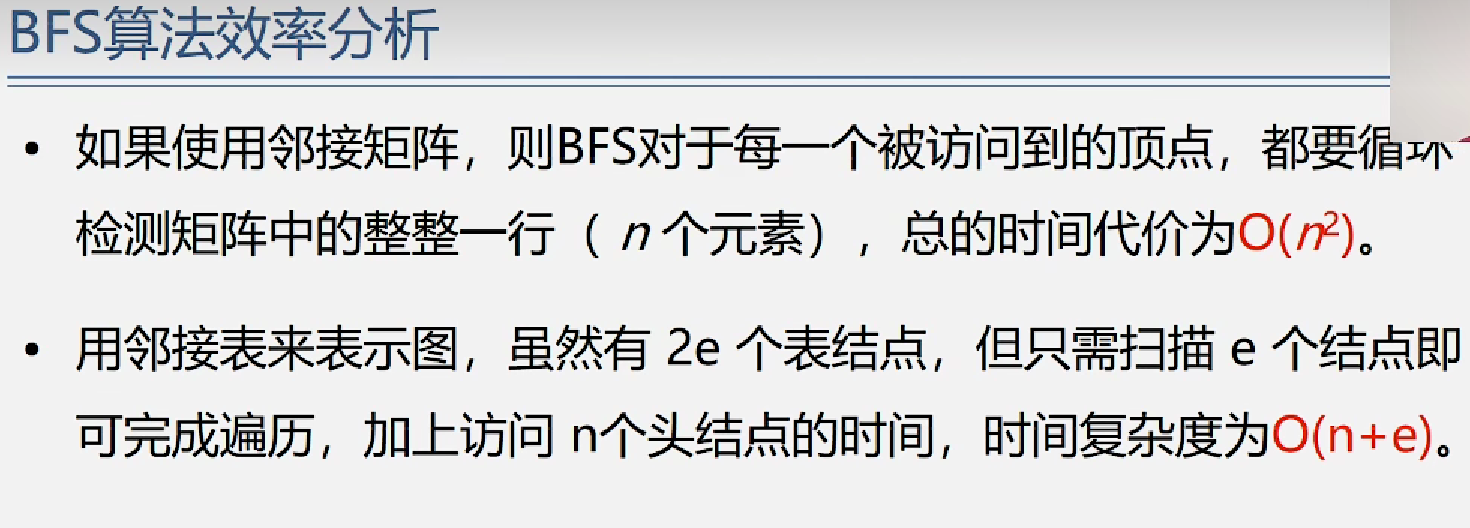 BFS算法效率分析
• 如果使用邻接矩阵，则BFS对于每一个被访问到的顶点，都要循环
检测矩阵中的整整一行（ n 个元素），总的时间代价为O(n²)。
• 用邻接表来表示图，虽然有 2e 个表结点，但只需扫描 e 个结点即
可完成遍历，加上访问 n个头结点的时间，时间复杂度为O(n+e)。